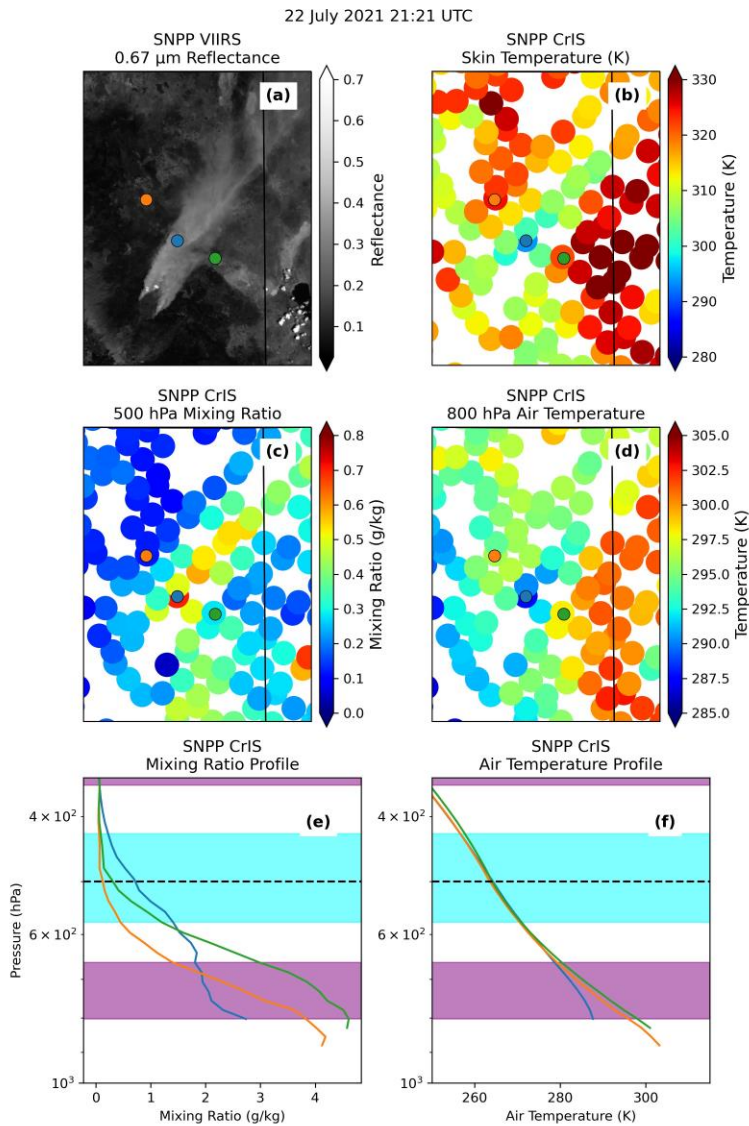 22 July 2021 21:21 UTC
SNPP VIIRS
0.67 μm Reflectance
(a)
0.7
0.6
0.5
0.4
0.3
0.2
0.1
Reflectance
SNPP CrIS
Skin Temperature (K)
(b)
330
320
310
300
290
280
Temperature (K)
SNPP CrIS
500 hPa Mixing Ratio
(c)
0.8
0.7
0.6
0.5
0.4
0.3
0.2
0.1
0.0
Mixing Ratio (g/kg)
SNPP CrIS
800 hPa Air Temperature
(d)
305.0
302.5
300.0
297.5
295.0
292.5
290.0
287.5
285.0
Temperature (K)
SNPP CrIS
Mixing Ratio Profile
(e)
4 × 10²
6 × 10²
10³
Pressure (hPa)
0 1 2 3 4
Mixing Ratio (g/kg)
SNPP CrIS
Air Temperature Profile
(f)
260 280 300
Air Temperature (K)